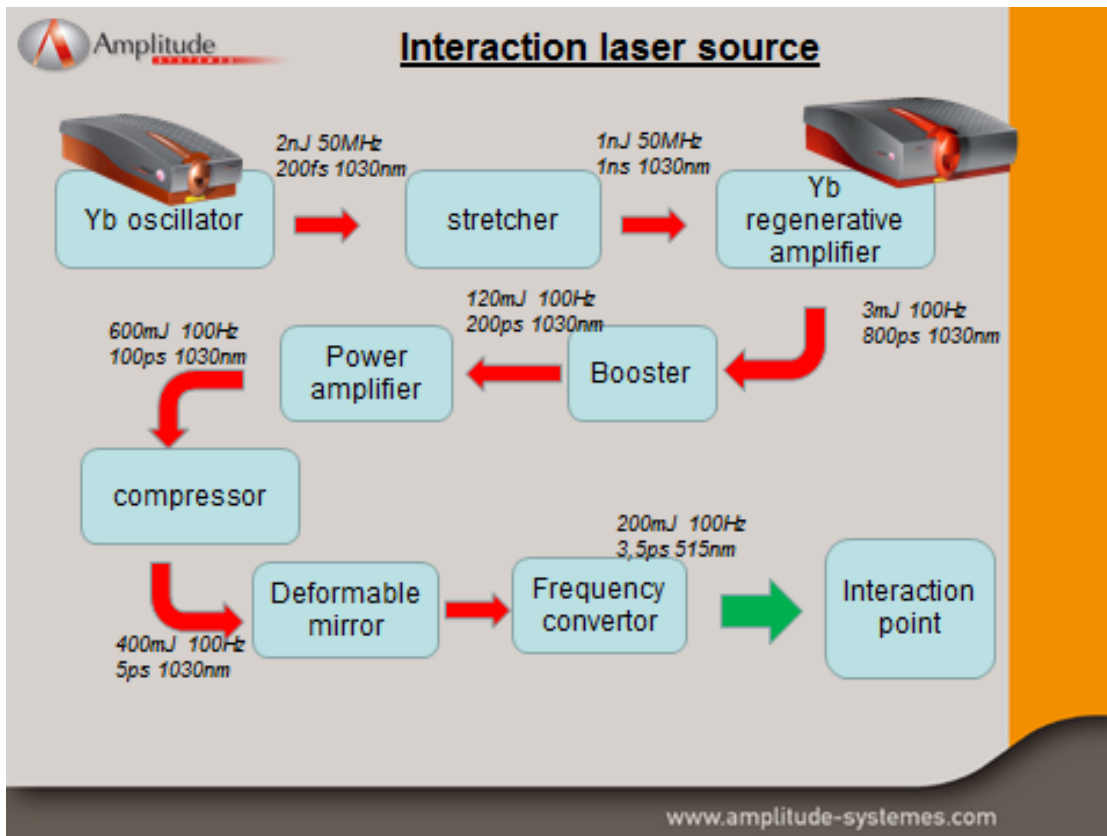 Amplitude
SYSTEMES
Interaction laser source
2nJ 50MHz
200fs 1030nm
1nJ 50MHz
1ns 1030nm
Yb oscillator
stretcher
Yb
regenerative
amplifier
3mJ 100Hz
800ps 1030nm
120mJ 100Hz
200ps 1030nm
Booster
Power
amplifier
600mJ 100Hz
100ps 1030nm
compressor
400mJ 100Hz
5ps 1030nm
Deformable
mirror
Frequency
convertor
200mJ 100Hz
3,5ps 515nm
Interaction
point
www.amplitude-systemes.com